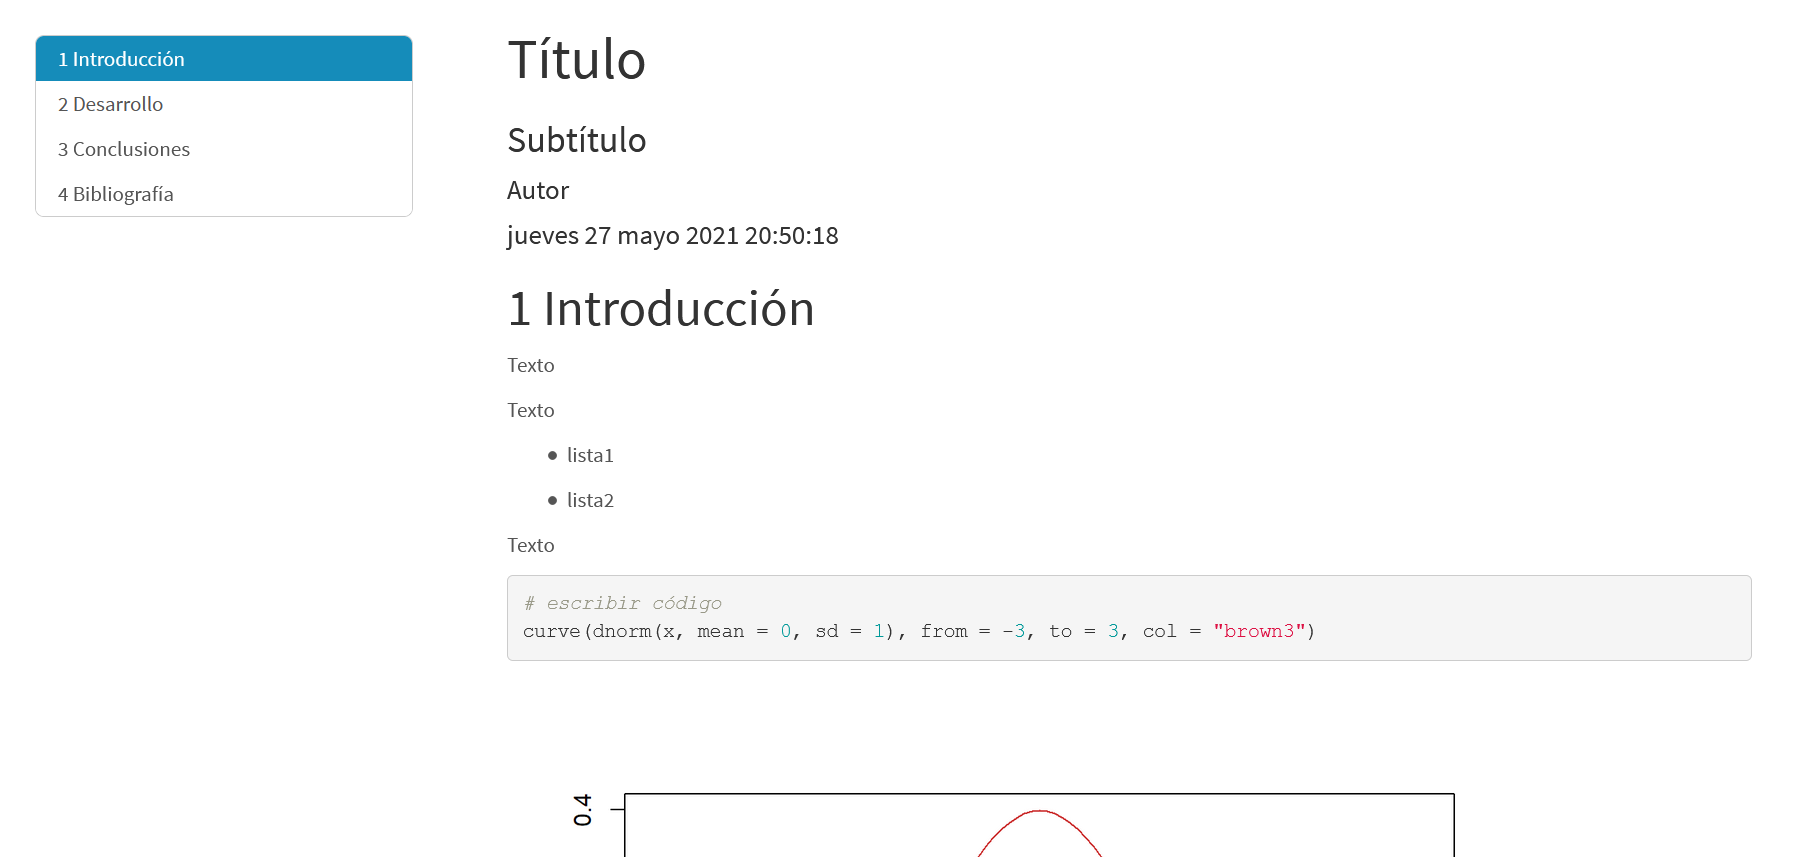 1 Introducción
2 Desarrollo
3 Conclusiones
4 Bibliografía
Título
Subtítulo
Autor
jueves 27 mayo 2021 20:50:18
1 Introducción
Texto
Texto
lista1
lista2
Texto
# escribir código
curve(dnorm(x, mean = 0, sd = 1), from = -3, to = 3, col = "brown3")
0.4